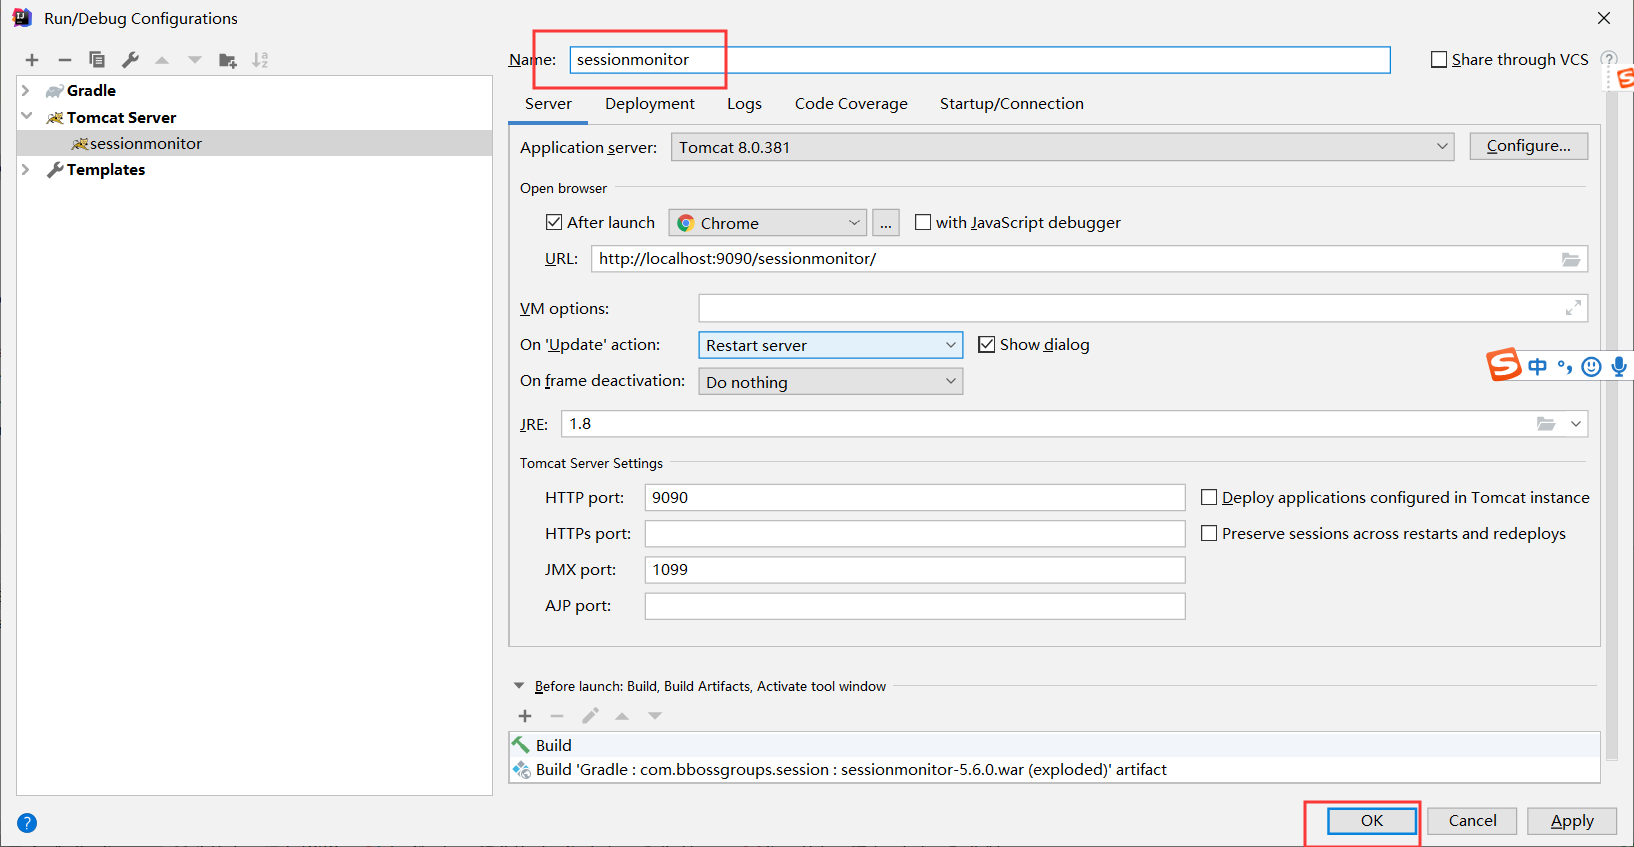 Run/Debug Configurations
Name: sessionmonitor
Share through VCS
Gradle
Tomcat Server
sessionmonitor
Templates
Server Deployment Logs Code Coverage Startup/Connection
Application server: Tomcat 8.0.381 Configure...
Open browser
After launch Chrome ... with JavaScript debugger
URL: http://localhost:9090/sessionmonitor/
VM options:
On 'Update' action: Restart server Show dialog
中
On frame deactivation: Do nothing
JRE: 1.8
Tomcat Server Settings
HTTP port: 9090 Deploy applications configured in Tomcat instance
HTTPs port: Preserve sessions across restarts and redeploys
JMX port: 1099
AJP port:
Before launch: Build, Build Artifacts, Activate tool window
Build
Build 'Gradle : com.bbossgroups.session : sessionmonitor-5.6.0.war (exploded)' artifact
OK Cancel Apply